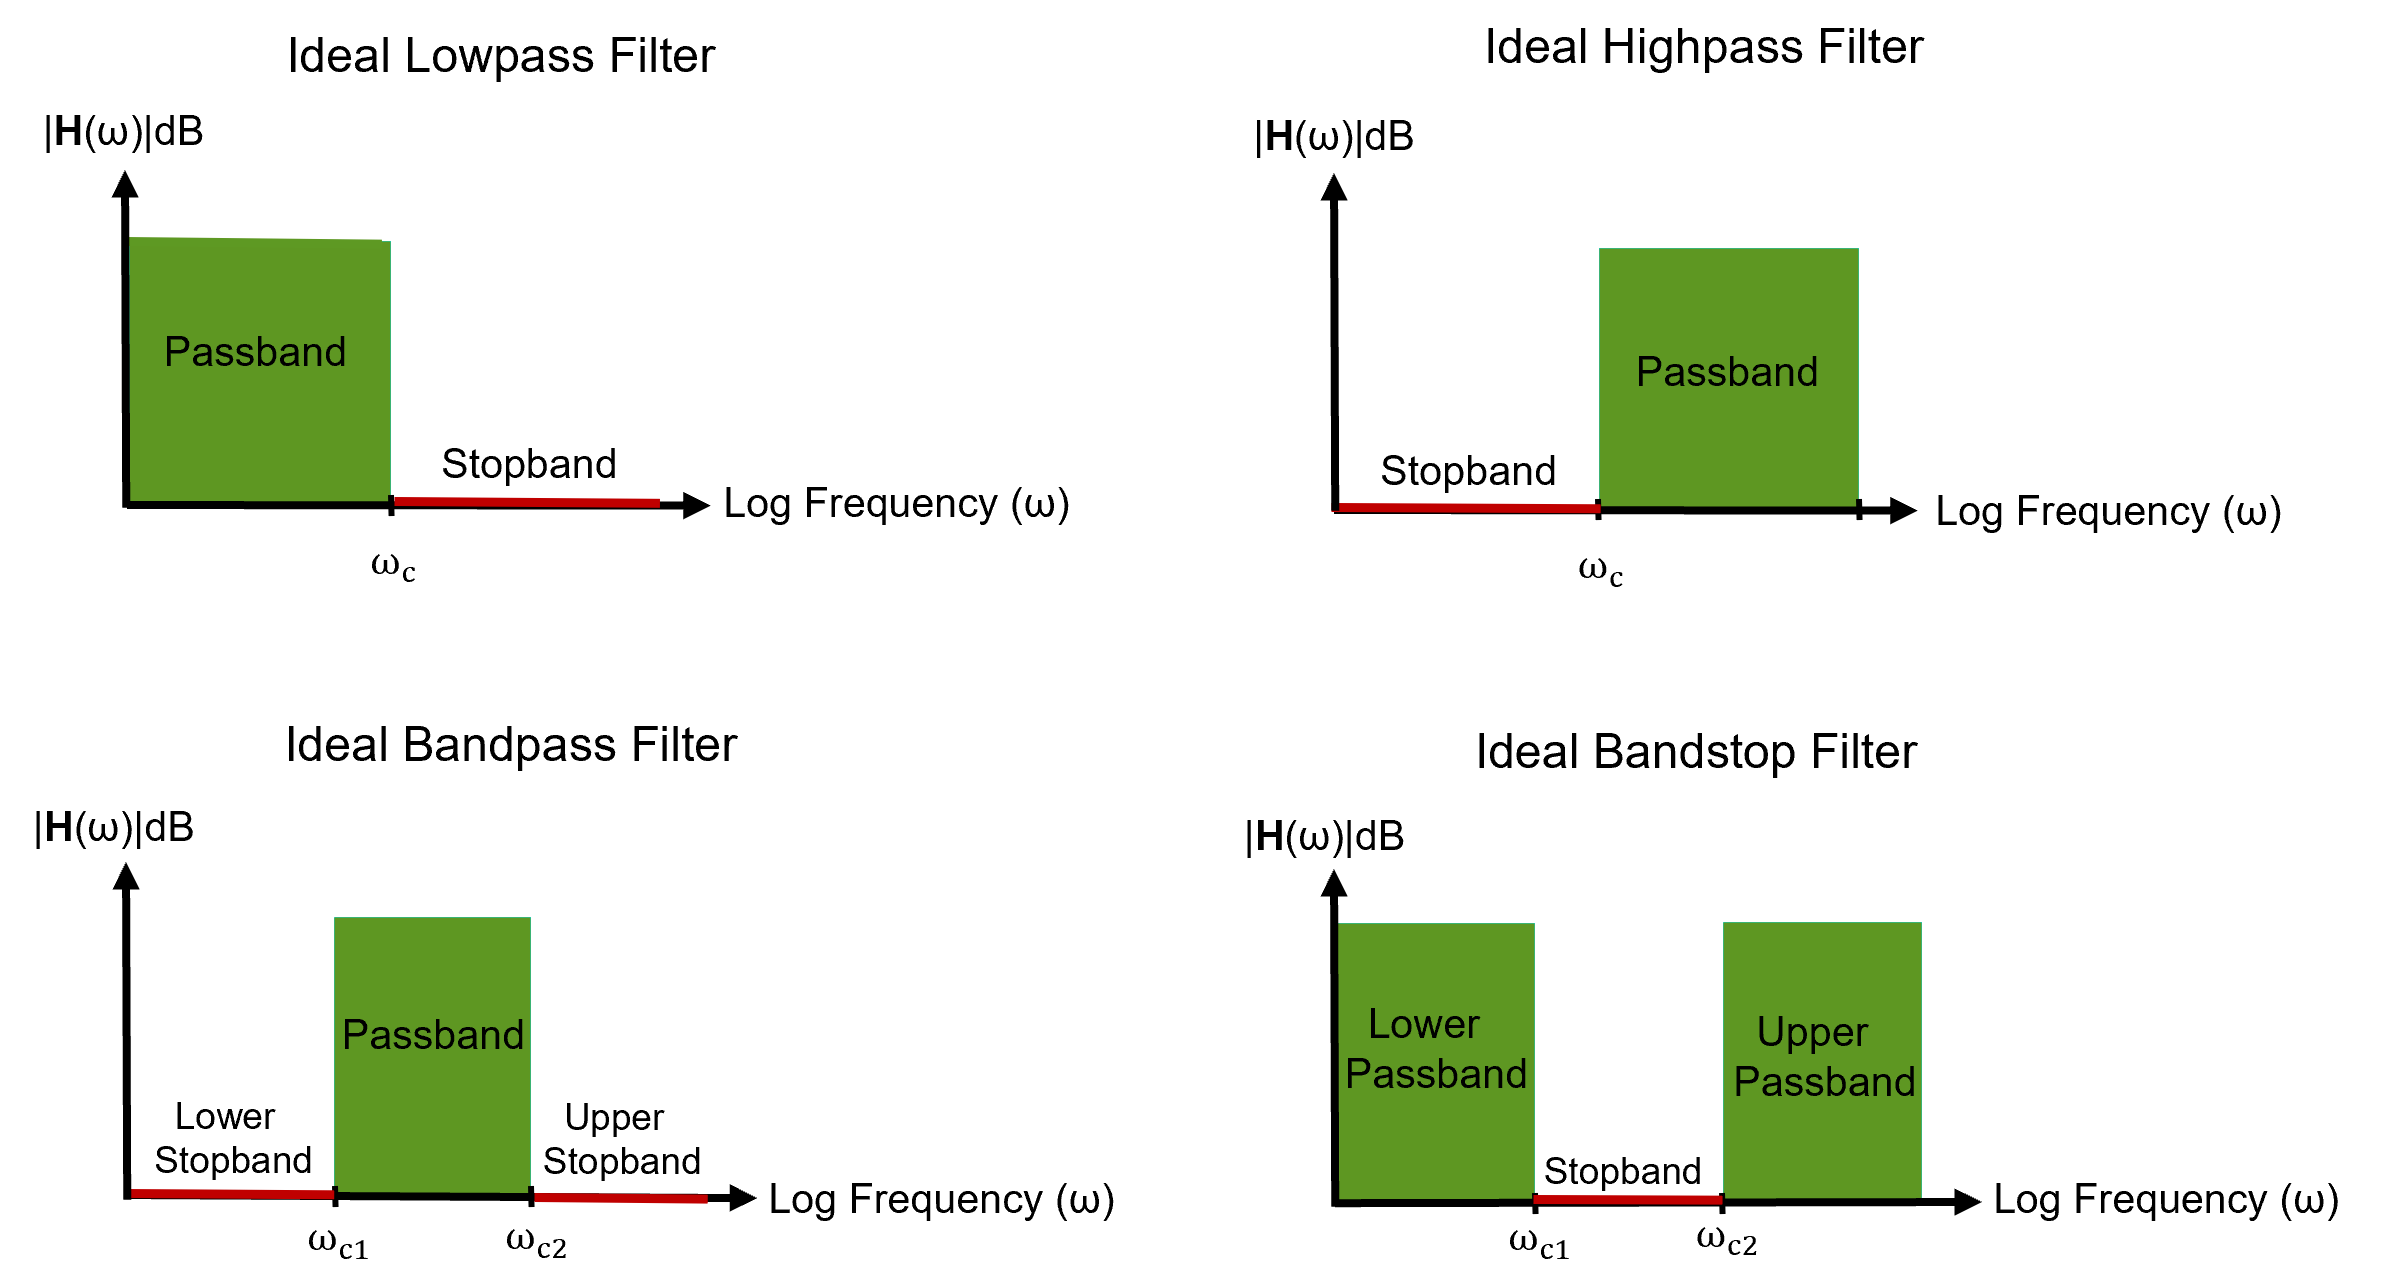 Ideal Lowpass Filter
|H(ω)|dB
Passband
Stopband
Log Frequency (ω)
ωc
Ideal Highpass Filter
|H(ω)|dB
Passband
Stopband
Log Frequency (ω)
ωc
Ideal Bandpass Filter
|H(ω)|dB
Passband
Lower
Stopband
Upper
Stopband
Log Frequency (ω)
ωc1
ωc2
Ideal Bandstop Filter
|H(ω)|dB
Lower
Passband
Upper
Passband
Stopband
Log Frequency (ω)
ωc1
ωc2